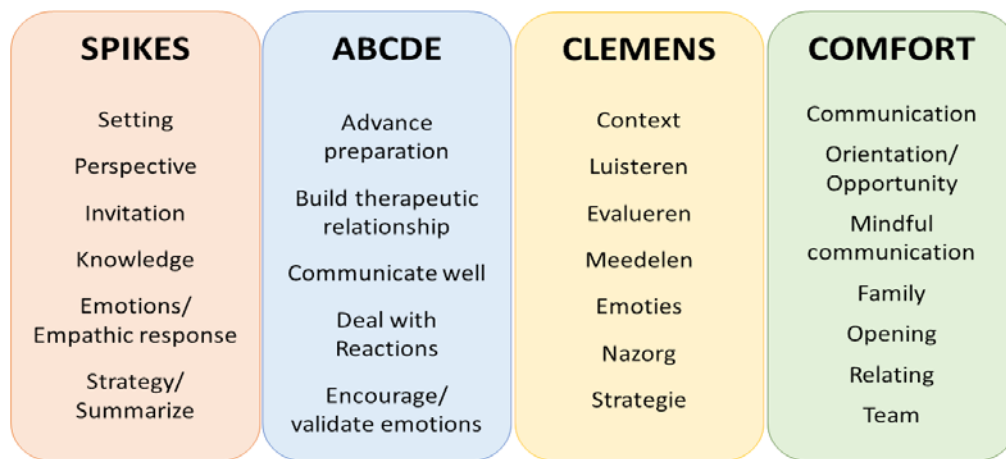 SPIKES
Setting
Perspective
Invitation
Knowledge
Emotions/
Empathic response
Strategy/
Summarize
ABCDE
Advance
preparation
Build therapeutic
relationship
Communicate well
Deal with
Reactions
Encourage/
validate emotions
CLEMENS
Context
Luisteren
Evalueren
Meedelen
Emoties
Nazorg
Strategie
COMFORT
Communication
Orientation/
Opportunity
Mindful
communication
Family
Opening
Relating
Team